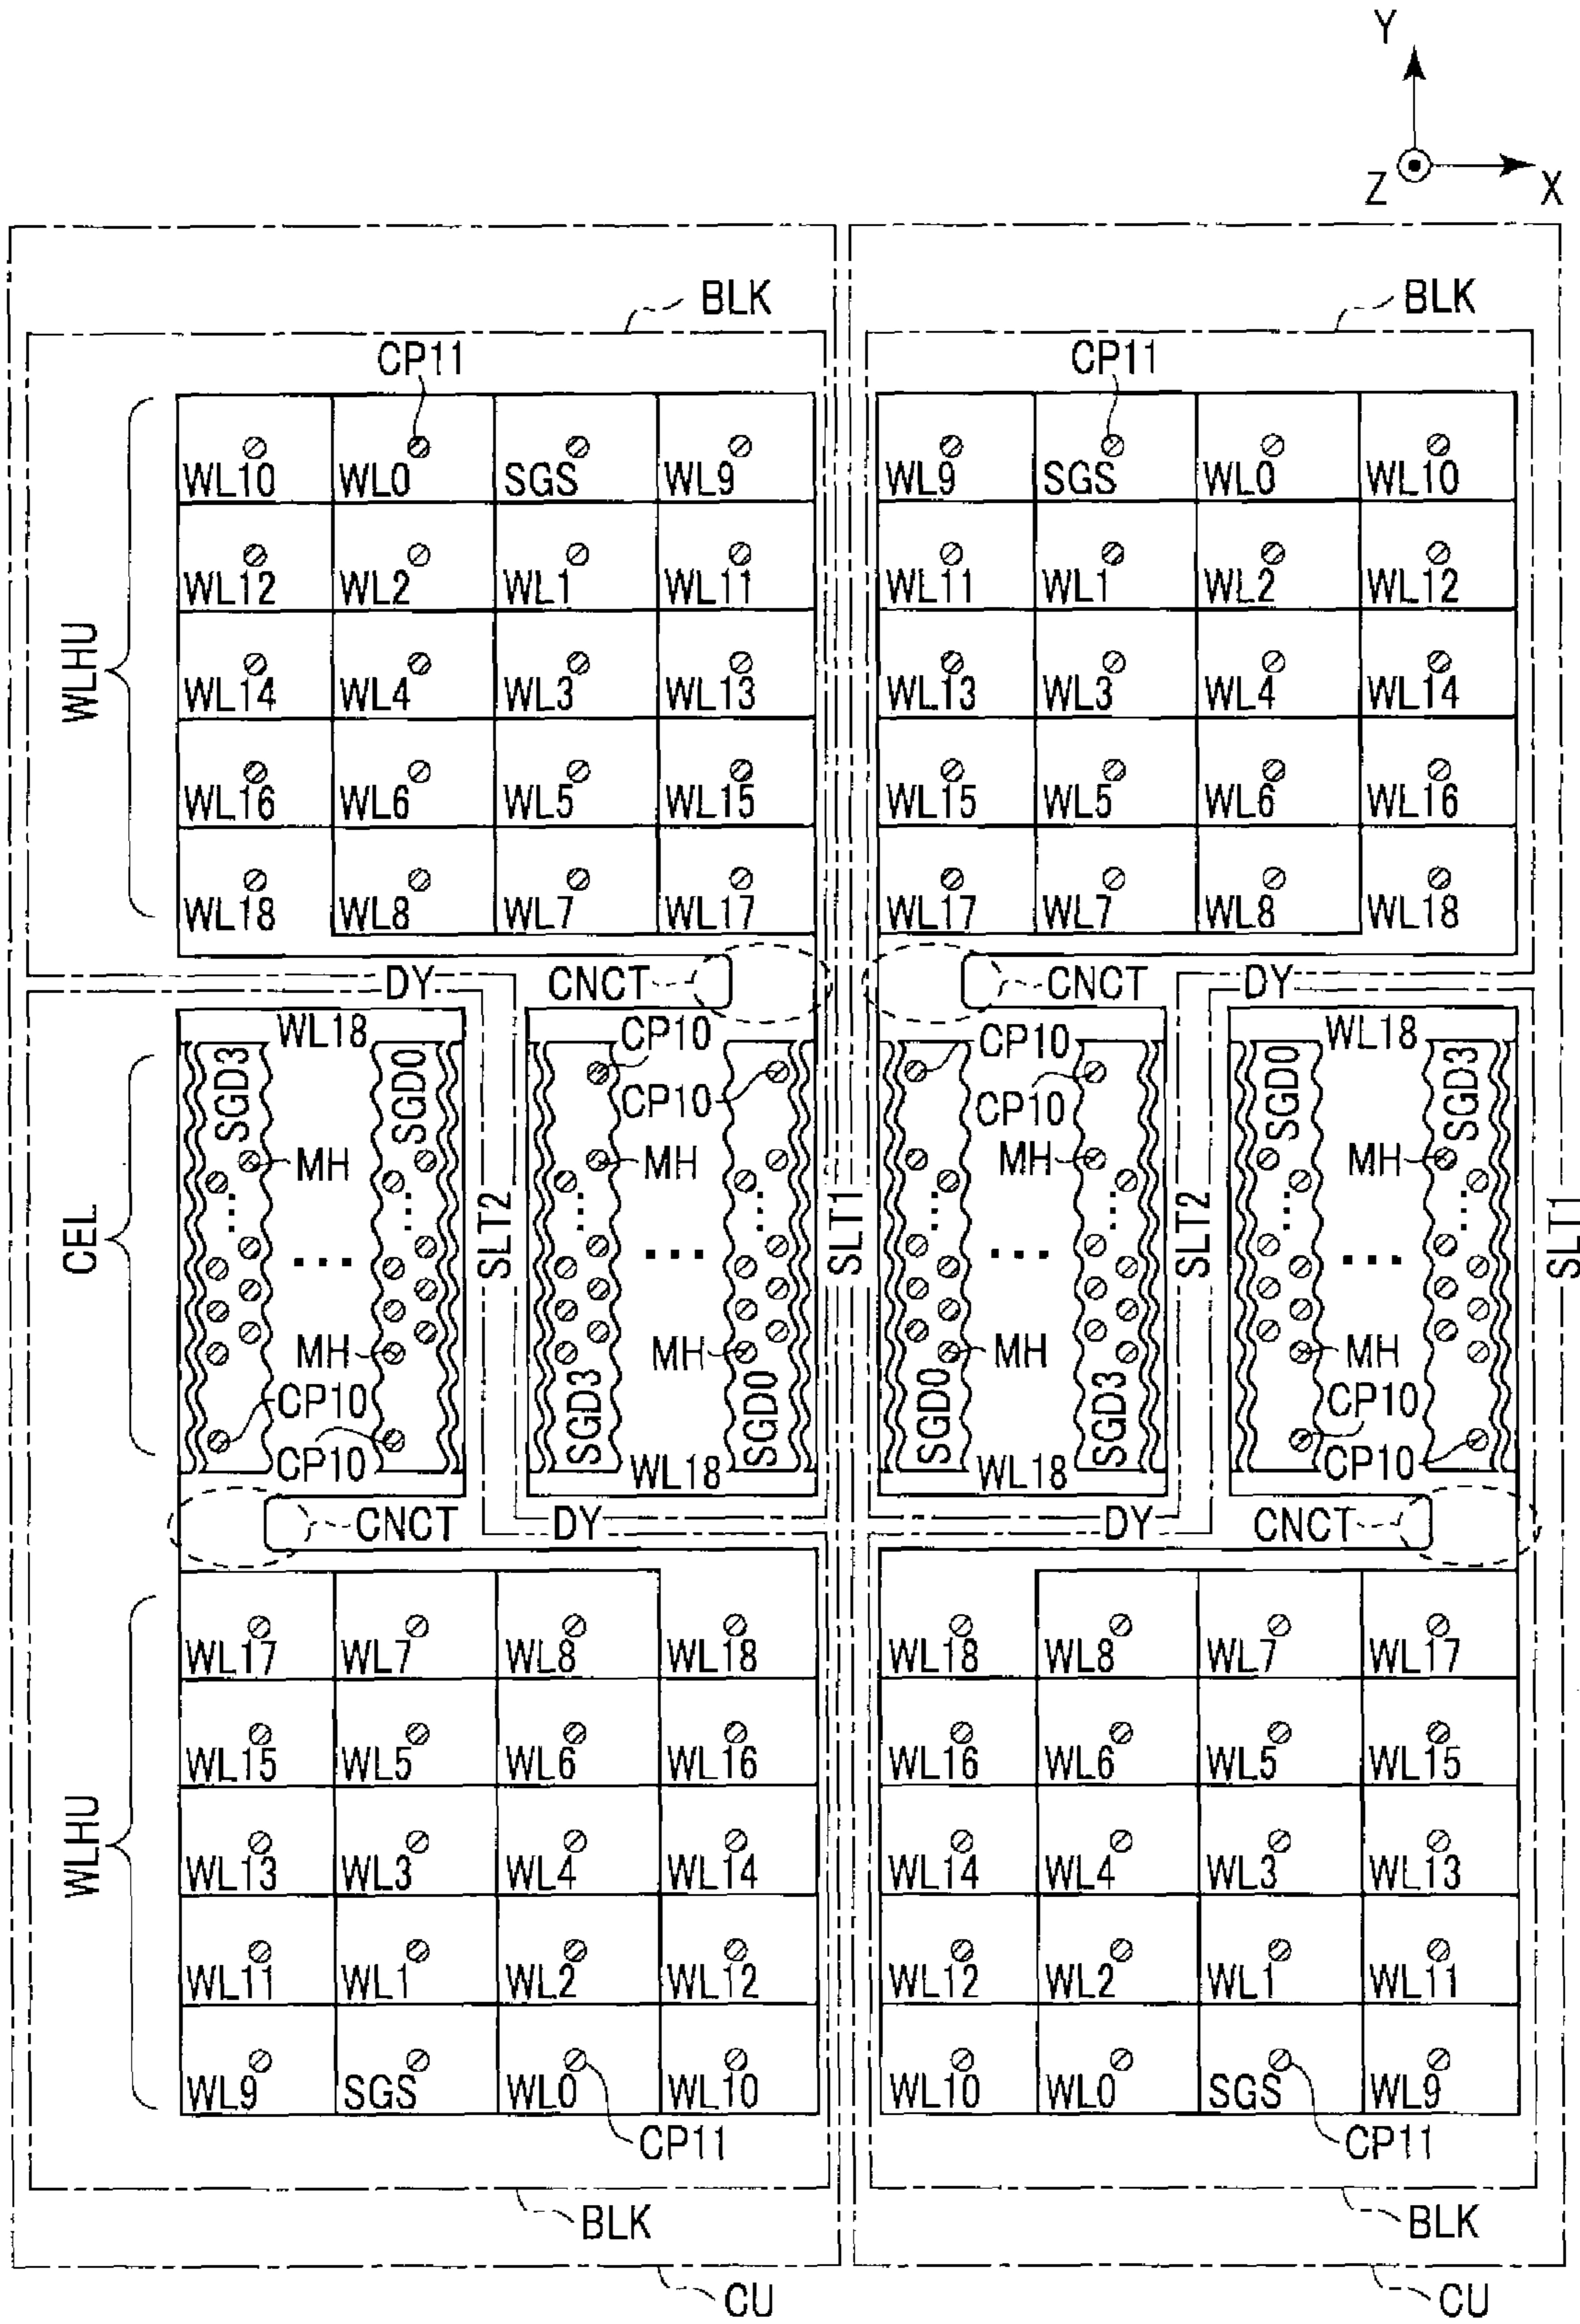 Y
Z X
BLK BLK
CP11 CP11
WLHU
WL10 WL0 SGS WL9 WL9 SGS WL0 WL10
WL12 WL2 WL1 WL11 WL11 WL1 WL2 WL12
WL14 WL4 WL3 WL13 WL13 WL3 WL4 WL14
WL16 WL6 WL5 WL15 WL15 WL5 WL6 WL16
WL18 WL8 WL7 WL17 WL17 WL7 WL8 WL18
DY CNCT CNCT DY
WL18 CP10 CP10 WL18
SGD3 SGD0 CP10 CP10 SGD0 SGD3
MH MH MH MH
CEL SLT2 SLT1 SLT2 SLT1
... ... ... ...
MH MH MH MH
CP10 SGD3 SGD0 SGD0 SGD3 CP10
CP10 WL18 WL18 CP10
CNCT DY DY CNCT
WLHU
WL17 WL7 WL8 WL18 WL18 WL8 WL7 WL17
WL15 WL5 WL6 WL16 WL16 WL6 WL5 WL15
WL13 WL3 WL4 WL14 WL14 WL4 WL3 WL13
WL11 WL1 WL2 WL12 WL12 WL2 WL1 WL11
WL9 SGS WL0 WL10 WL10 WL0 SGS WL9
CP11 CP11
BLK BLK
CU CU